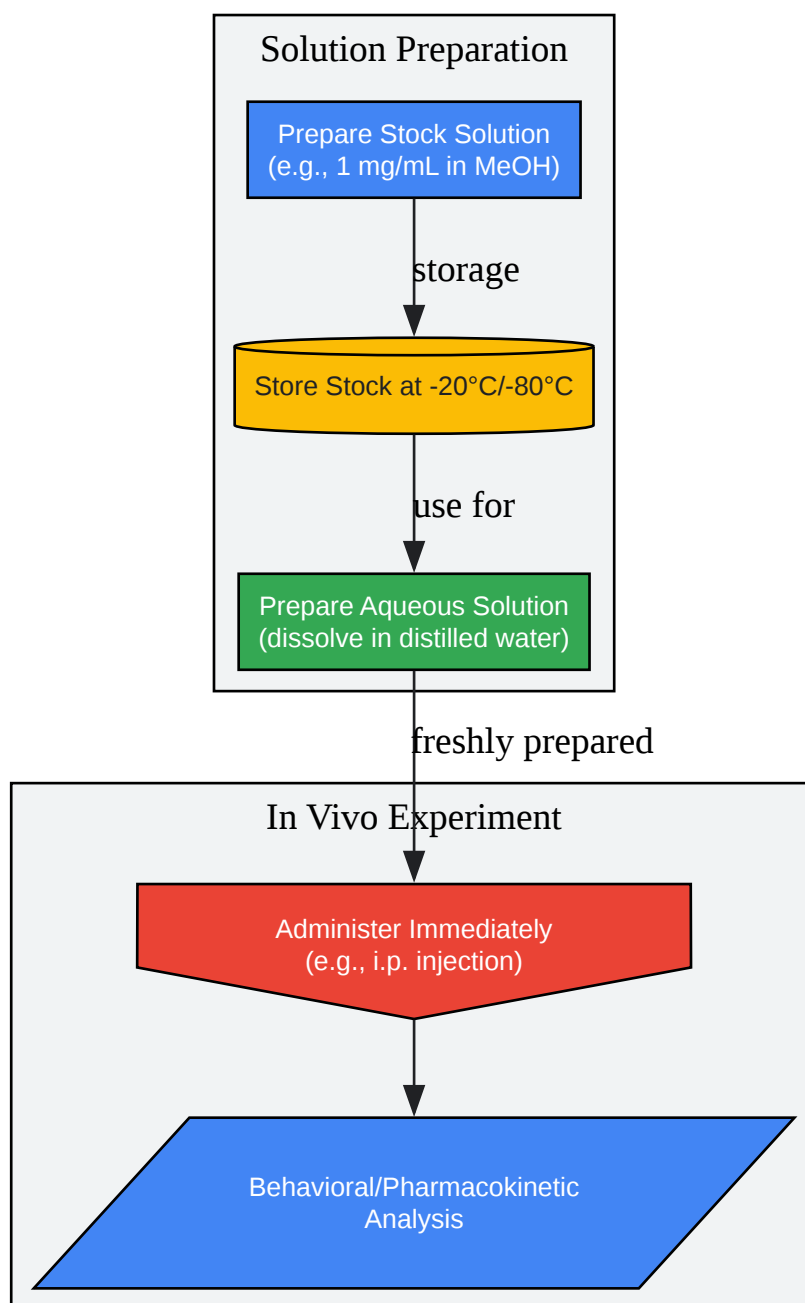 Solution Preparation
Prepare Stock Solution
(e.g., 1 mg/mL in MeOH)
storage
Store Stock at -20°C/-80°C
use for
Prepare Aqueous Solution
(dissolve in distilled water)
freshly prepared
In Vivo Experiment
Administer Immediately
(e.g., i.p. injection)
Behavioral/Pharmacokinetic
Analysis